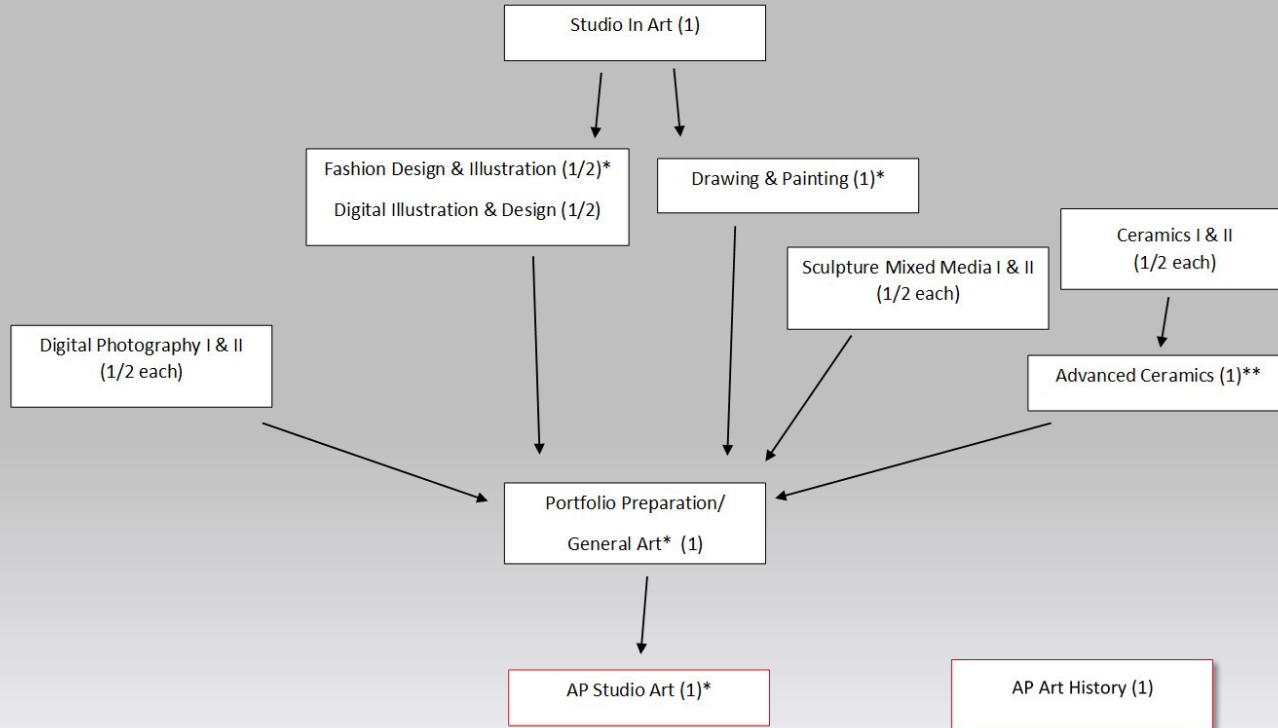 Studio In Art (1)
Fashion Design & Illustration (1/2)*
Digital Illustration & Design (1/2)
Drawing & Painting (1)*
Sculpture Mixed Media I & II
(1/2 each)
Ceramics I & II
(1/2 each)
Digital Photography I & II
(1/2 each)
Advanced Ceramics (1)**
Portfolio Preparation/
General Art* (1)
AP Studio Art (1)*
AP Art History (1)